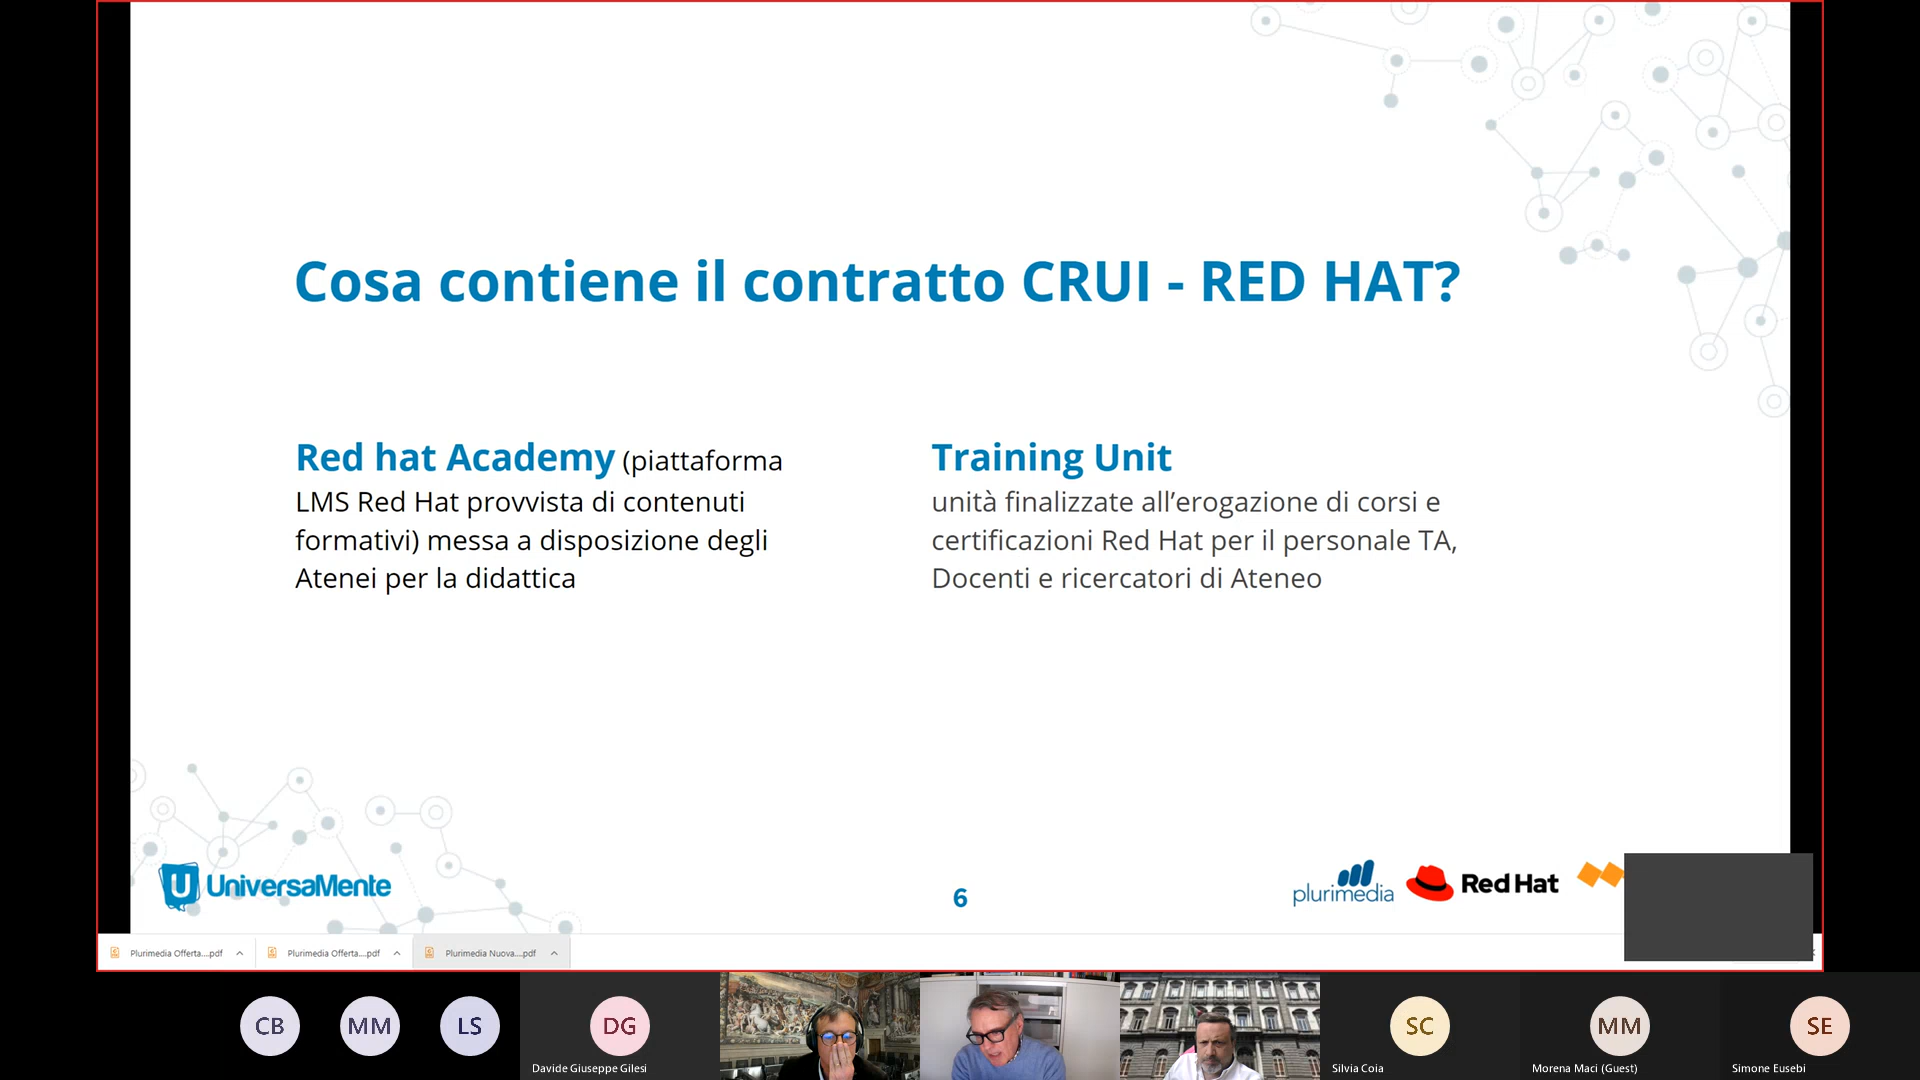 Cosa contiene il contratto CRUI - RED HAT?
Red hat Academy (piattaforma
LMS Red Hat provvista di contenuti
formativi) messa a disposizione degli
Atenei per la didattica
Training Unit
unità finalizzate all’erogazione di corsi e
certificazioni Red Hat per il personale TA,
Docenti e ricercatori di Ateneo
U UniversaMente
6
plurimedia
Red Hat
Plurimedia Offerta....pdf
Plurimedia Offerta....pdf
Plurimedia Nuova....pdf
CB
MM
LS
DG
SC
MM
SE
Davide Giuseppe Gilesi
Silvia Coia
Morena Maci (Guest)
Simone Eusebi